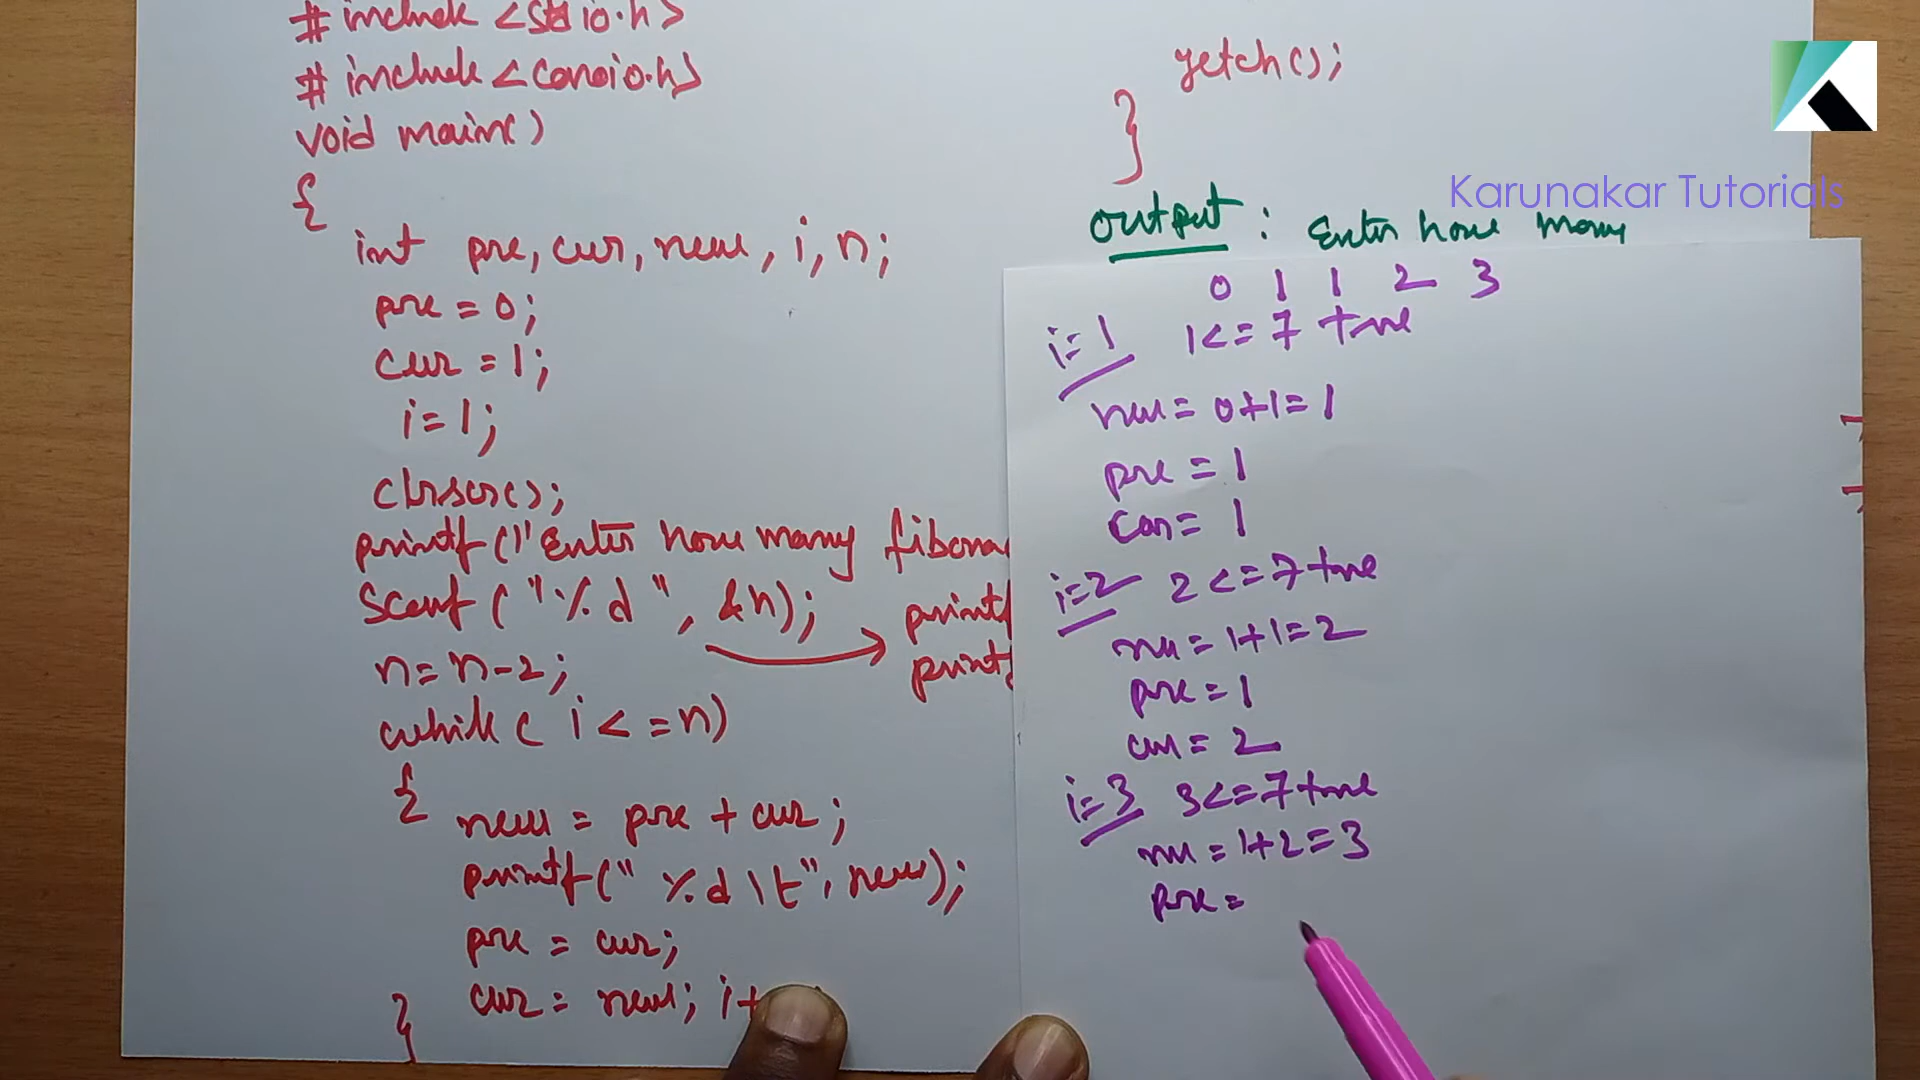 # include <stdio.h>
# include <conio.h>
void main()
{
int pre, cur, new, i, n;
pre = 0;
cur = 1;
i = 1;
clrscr();
printf("Enter how many fibona
scanf ("%d", &n);
printf
n = n-2;
print
while ( i <= n)
{
new = pre + cur;
printf(" %d \t", new);
pre = cur;
cur = new; i+
}
getch();
}
Karunakar Tutorials
output : Enter how many
0 1 1 2 3
i=1 1<=7 true
new = 0+1=1
pre = 1
cur = 1
i=2 2<=7 true
new = 1+1=2
pre = 1
cur = 2
i=3 3<=7 true
new = 1+2=3
pre =